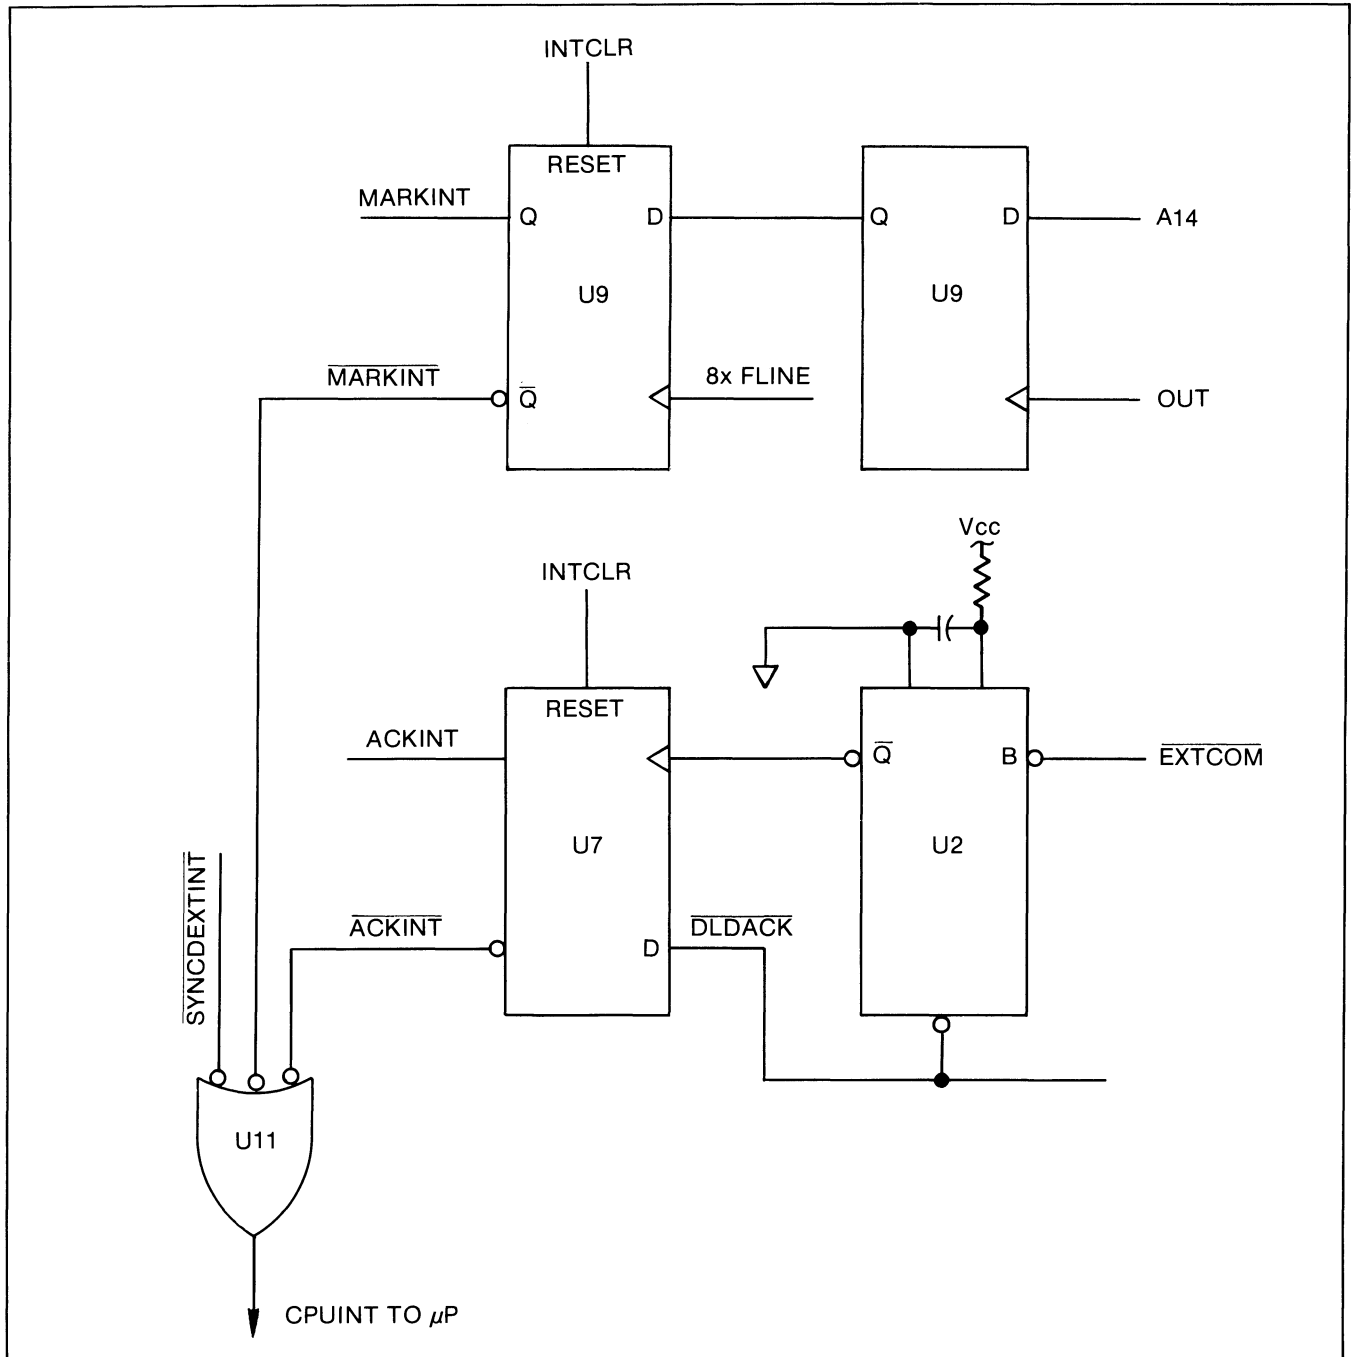 INTCLR
RESET
MARKINT
Q
D
Q
D
A14
U9
U9
MARKINT
Q
8x FLINE
OUT
Vcc
INTCLR
RESET
ACKINT
Q
B
EXTCOM
U7
U2
SYNCDEXTINT
ACKINT
DLDACK
D
U11
CPUINT TO µP